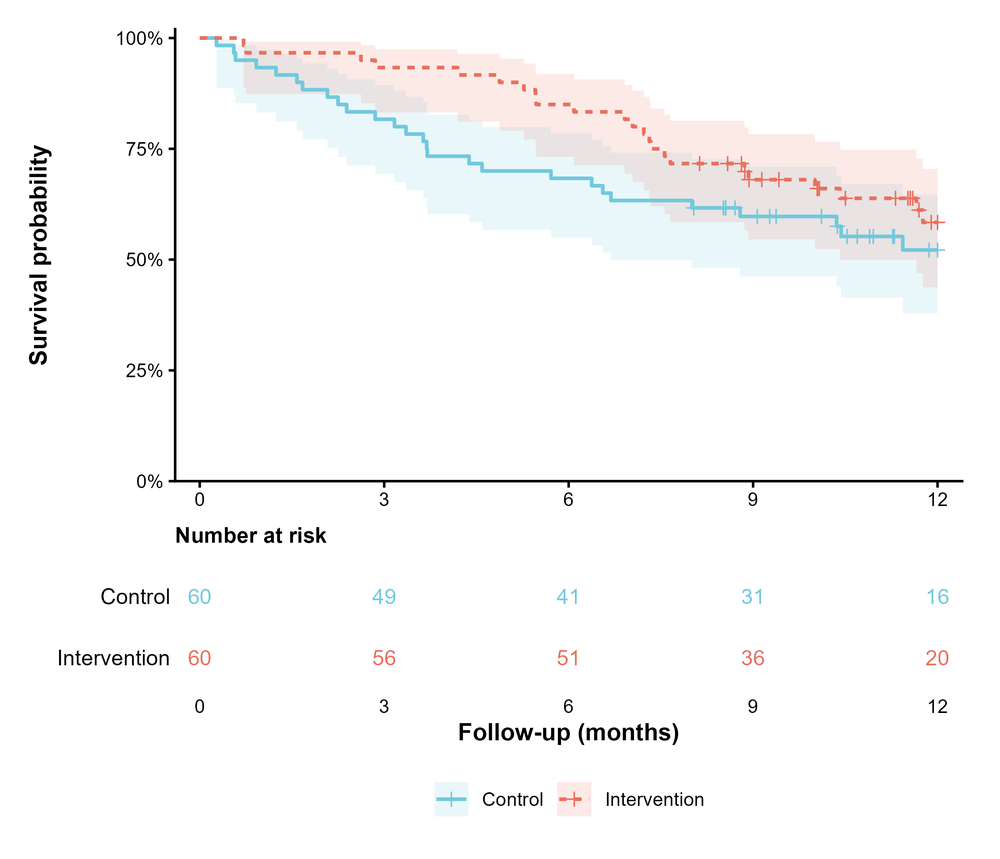 100%
75%
50%
25%
0%
Survival probability
0 3 6 9 12
Number at risk
Control 60 49 41 31 16
Intervention 60 56 51 36 20
0 3 6 9 12
Follow-up (months)
Control Intervention